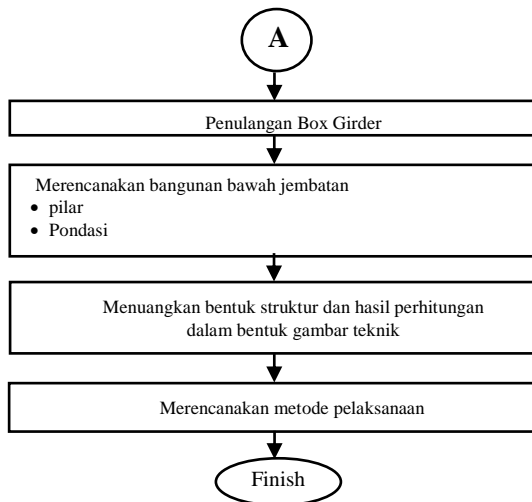 A
Penulangan Box Girder
Merencanakan bangunan bawah jembatan
• pilar
• Pondasi
Menuangkan bentuk struktur dan hasil perhitungan
dalam bentuk gambar teknik
Merencanakan metode pelaksanaan
Finish